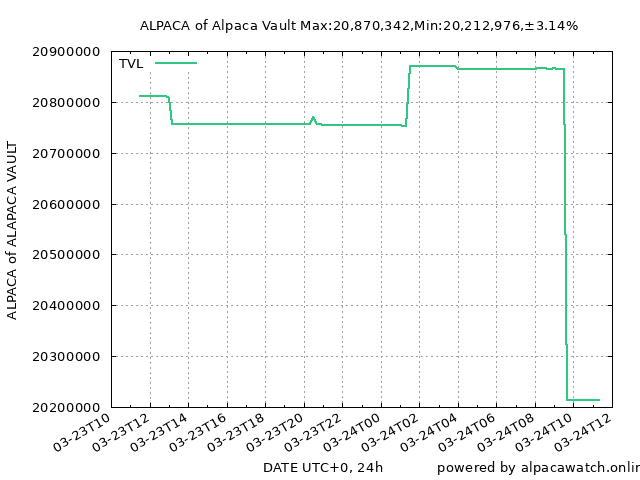 ALPACA of Alpaca Vault Max:20,870,342,Min:20,212,976,±3.14%
TVL
ALPACA of ALAPACA VAULT
20900000
20800000
20700000
20600000
20500000
20400000
20300000
20200000
03-23T10
03-23T12
03-23T14
03-23T16
03-23T18
03-23T20
03-23T22
03-24T00
03-24T02
03-24T04
03-24T06
03-24T08
03-24T10
03-24T12
DATE UTC+0, 24h
powered by alpacawatch.onlin